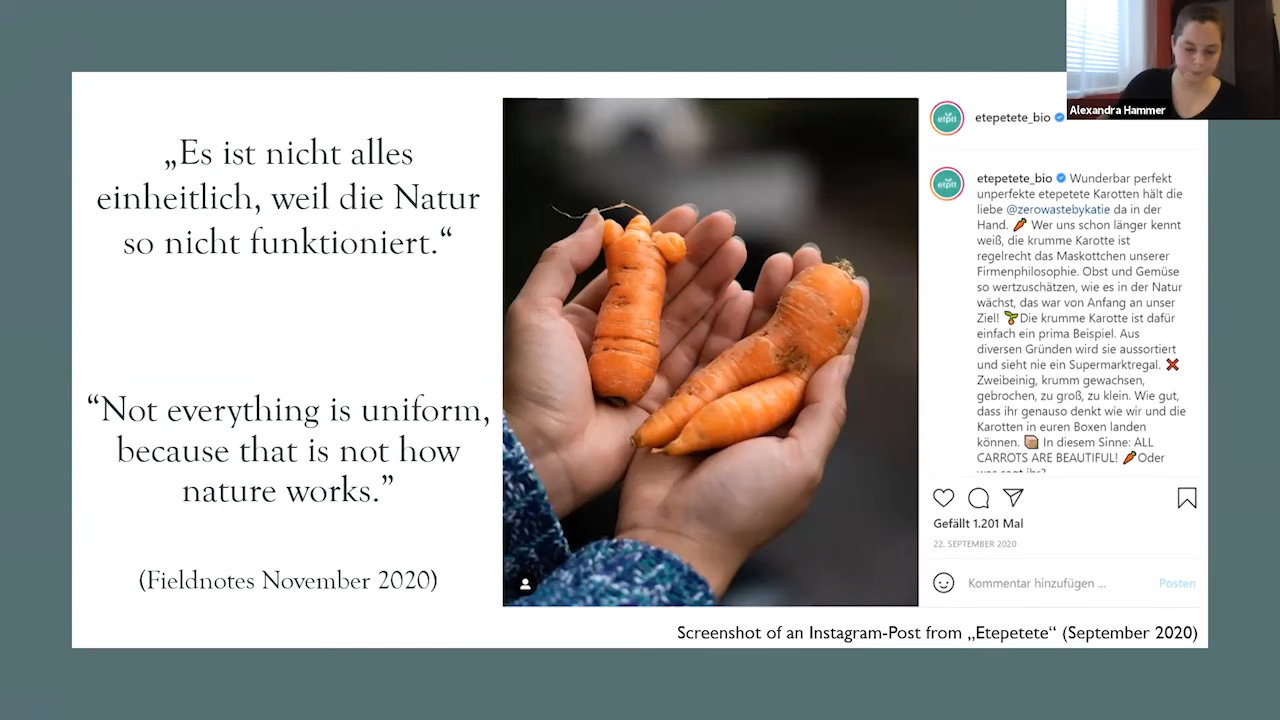 „Es ist nicht alles
einheitlich, weil die Natur
so nicht funktioniert.“
“Not everything is uniform,
because that is not how
nature works.”
(Fieldnotes November 2020)
etepetete_bio
etepetete_bio Wunderbar perfekt
unperfekte etepetete Karotten hält die
liebe @zerowastebykatie da in der
Hand. 🥕 Wer uns schon länger kennt
weiß, die krumme Karotte ist
regelrecht das Maskottchen unserer
Firmenphilosophie. Obst und Gemüse
so wertzuschätzen, wie es in der Natur
wächst, das war von Anfang an unser
Ziel! 🌱Die krumme Karotte ist dafür
einfach ein prima Beispiel. Aus
diversen Gründen wird sie aussortiert
und sieht nie ein Supermarktregal. ❌
Zweibeinig, krumm gewachsen,
gebrochen, zu groß, zu klein. Wie gut,
dass ihr genauso denkt wie wir und die
Karotten in euren Boxen landen
können. 📦 In diesem Sinne: ALL
CARROTS ARE BEAUTIFUL! 🥕Oder
Gefällt 1.201 Mal
22. SEPTEMBER 2020
Kommentar hinzufügen ...
Posten
Screenshot of an Instagram-Post from „Etepetete“ (September 2020)
Alexandra Hammer